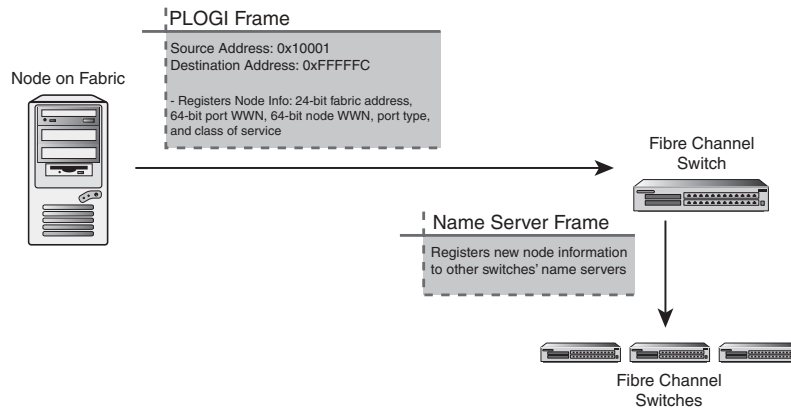 PLOGI Frame
Source Address: 0x10001
Destination Address: 0xFFFFFC
- Registers Node Info: 24-bit fabric address,
64-bit port WWN, 64-bit node WWN, port type,
and class of service
Node on Fabric
Fibre Channel
Switch
Name Server Frame
Registers new node information
to other switches’ name servers
Fibre Channel
Switches